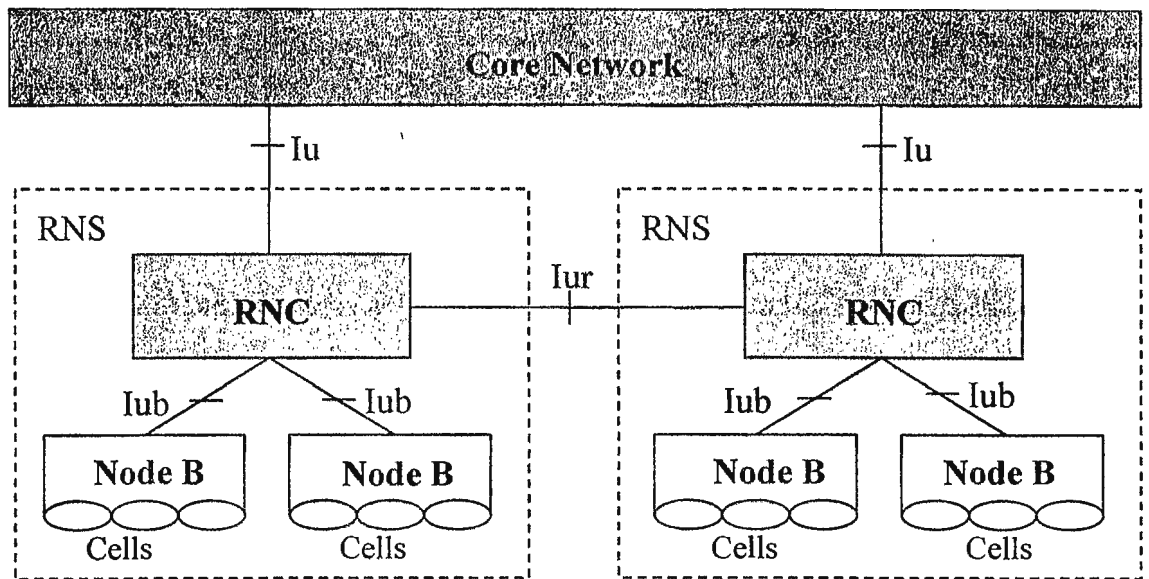 Core Network
Iu Iu
RNS RNS
Iur
RNC RNC
Iub Iub Iub Iub
Node B Node B Node B Node B
Cells Cells Cells Cells